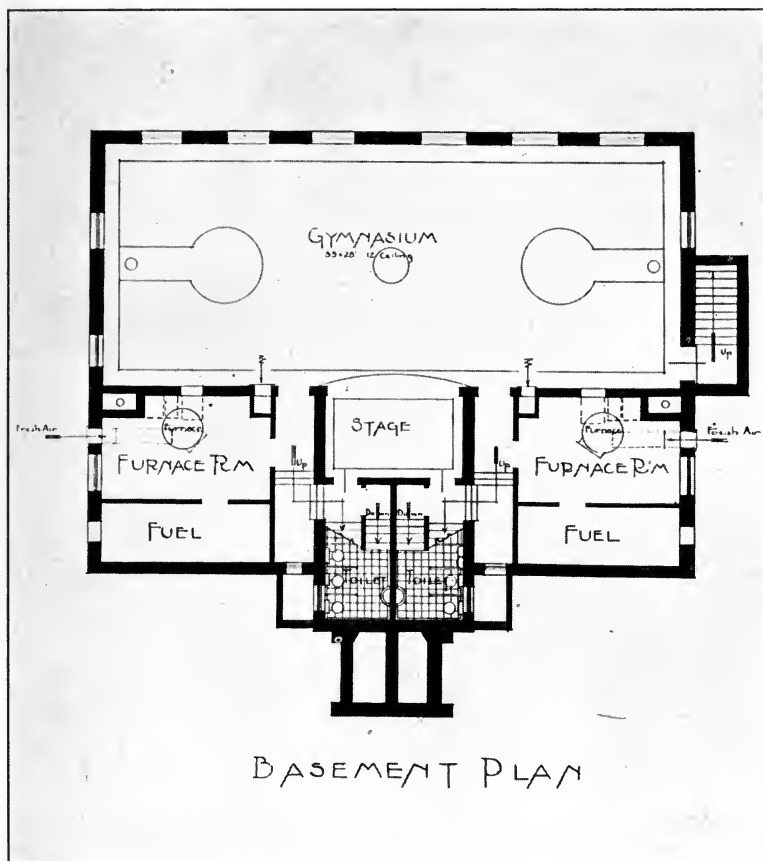 GYMNASIUM
55×28' 12' Ceiling
Up
STAGE
Fresh Air
Furnace
FURNACE R'M
Up
Up
Furnace
FURNACE R'M
Fresh Air
Down
Down
FUEL
FUEL
TOILET
TOILET
BASEMENT PLAN